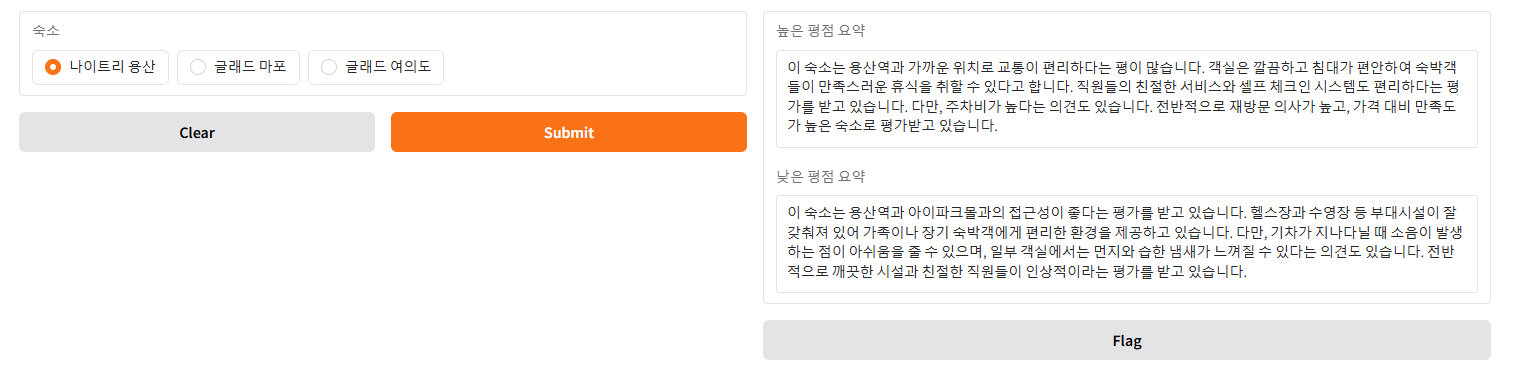 숙소
나이트리 용산
글래드 마포
글래드 여의도
Clear
Submit
높은 평점 요약
이 숙소는 용산역과 가까운 위치로 교통이 편리하다는 평이 많습니다. 객실은 깔끔하고 침대가 편안하여 숙박객
들이 만족스러운 휴식을 취할 수 있다고 합니다. 직원들의 친절한 서비스와 셀프 체크인 시스템도 편리하다는 평
가를 받고 있습니다. 다만, 주차비가 높다는 의견도 있습니다. 전반적으로 재방문 의사가 높고, 가격 대비 만족도
가 높은 숙소로 평가받고 있습니다.
낮은 평점 요약
이 숙소는 용산역과 아이파크몰과의 접근성이 좋다는 평가를 받고 있습니다. 헬스장과 수영장 등 부대시설이 잘
갖춰져 있어 가족이나 장기 숙박객에게 편리한 환경을 제공하고 있습니다. 다만, 기차가 지나다닐 때 소음이 발생
하는 점이 아쉬움을 줄 수 있으며, 일부 객실에서는 먼지와 습한 냄새가 느껴질 수 있다는 의견도 있습니다. 전반
적으로 깨끗한 시설과 친절한 직원들이 인상적이라는 평가를 받고 있습니다.
Flag